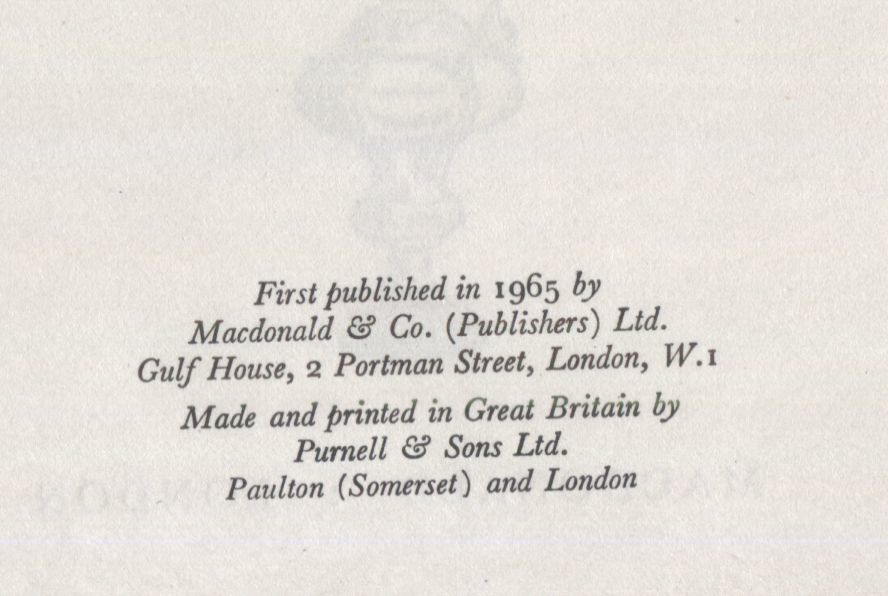 First published in 1965 by
Macdonald & Co. (Publishers) Ltd.
Gulf House, 2 Portman Street, London, W.1
Made and printed in Great Britain by
Purnell & Sons Ltd.
Paulton (Somerset) and London